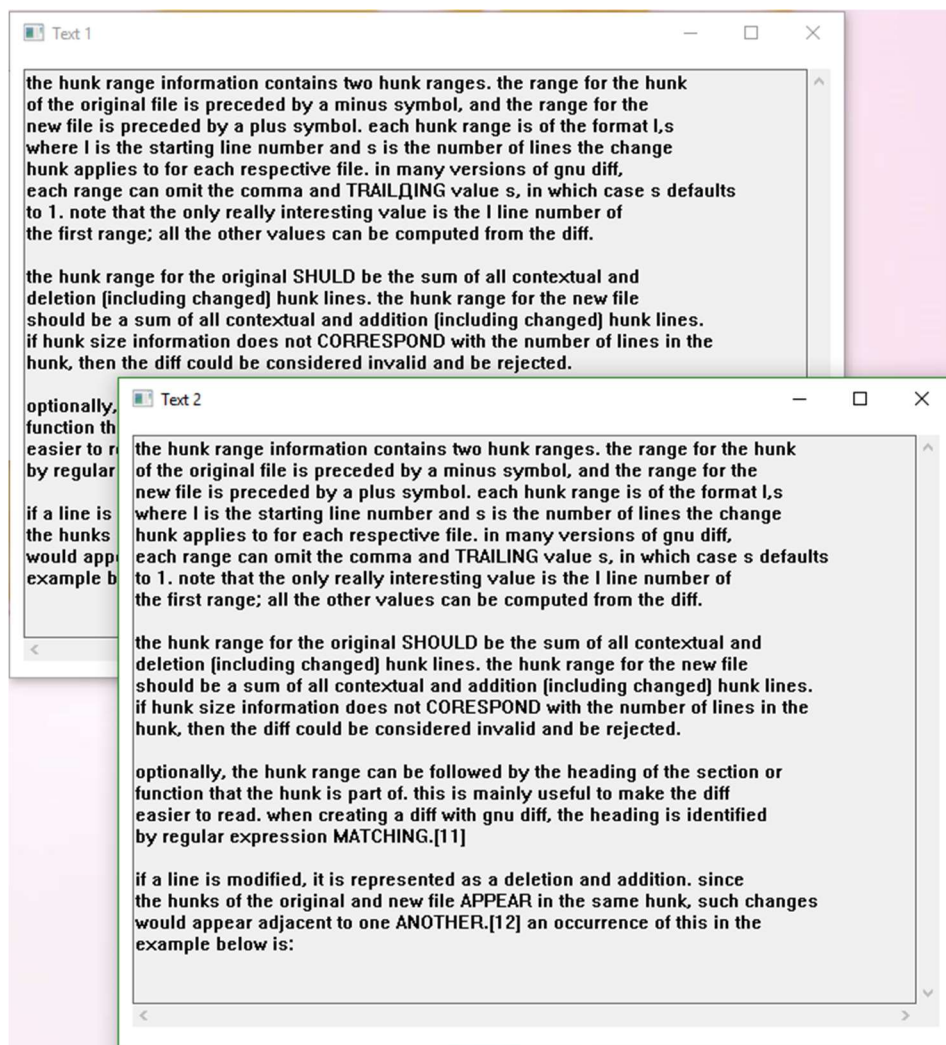 Text 1
the hunk range information contains two hunk ranges. the range for the hunk
of the original file is preceded by a minus symbol, and the range for the
new file is preceded by a plus symbol. each hunk range is of the format l,s
where l is the starting line number and s is the number of lines the change
hunk applies to for each respective file. in many versions of gnu diff,
each range can omit the comma and TRAILДING value s, in which case s defaults
to 1. note that the only really interesting value is the l line number of
the first range; all the other values can be computed from the diff.
the hunk range for the original SHULD be the sum of all contextual and
deletion (including changed) hunk lines. the hunk range for the new file
should be a sum of all contextual and addition (including changed) hunk lines.
if hunk size information does not CORRESPOND with the number of lines in the
hunk, then the diff could be considered invalid and be rejected.
optionally,
function th
easier to r
by regular
if a line is
the hunks
would app
example b
Text 2
the hunk range information contains two hunk ranges. the range for the hunk
of the original file is preceded by a minus symbol, and the range for the
new file is preceded by a plus symbol. each hunk range is of the format l,s
where l is the starting line number and s is the number of lines the change
hunk applies to for each respective file. in many versions of gnu diff,
each range can omit the comma and TRAILING value s, in which case s defaults
to 1. note that the only really interesting value is the l line number of
the first range; all the other values can be computed from the diff.
the hunk range for the original SHOULD be the sum of all contextual and
deletion (including changed) hunk lines. the hunk range for the new file
should be a sum of all contextual and addition (including changed) hunk lines.
if hunk size information does not CORESPOND with the number of lines in the
hunk, then the diff could be considered invalid and be rejected.
optionally, the hunk range can be followed by the heading of the section or
function that the hunk is part of. this is mainly useful to make the diff
easier to read. when creating a diff with gnu diff, the heading is identified
by regular expression MATCHING.[11]
if a line is modified, it is represented as a deletion and addition. since
the hunks of the original and new file APPEAR in the same hunk, such changes
would appear adjacent to one ANOTHER.[12] an occurrence of this in the
example below is: